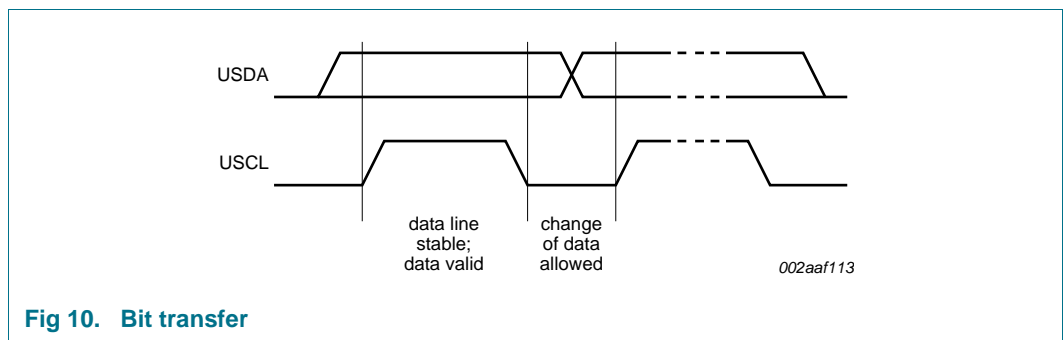 USDA
USCL
data line
stable;
data valid
change
of data
allowed
002aaf113
Fig 10. Bit transfer